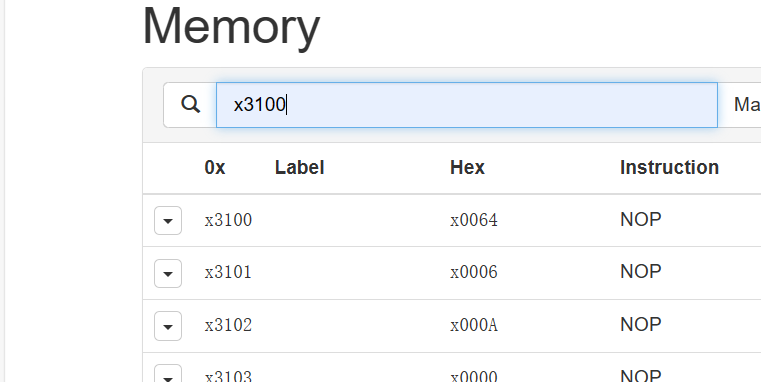 Memory
x3100 Ma
0x Label Hex Instruction
x3100 x0064 NOP
x3101 x0006 NOP
x3102 x000A NOP
x3103 x0000 NOP